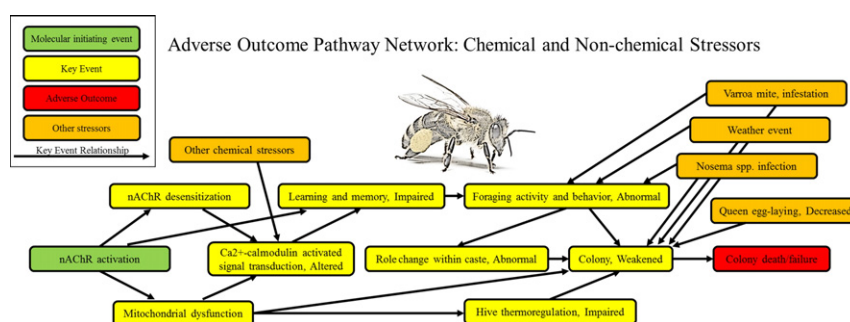 Molecular initiating event
Key Event
Adverse Outcome
Other stressors
Key Event Relationship
Adverse Outcome Pathway Network: Chemical and Non-chemical Stressors
Varroa mite, infestation
Weather event
Other chemical stressors
Nosema spp. infection
nAChR desensitization
Learning and memory, Impaired
Foraging activity and behavior, Abnormal
Queen egg-laying, Decreased
nAChR activation
Ca2+-calmodulin activated
signal transduction, Altered
Role change within caste, Abnormal
Colony, Weakened
Colony death/failure
Mitochondrial dysfunction
Hive thermoregulation, Impaired